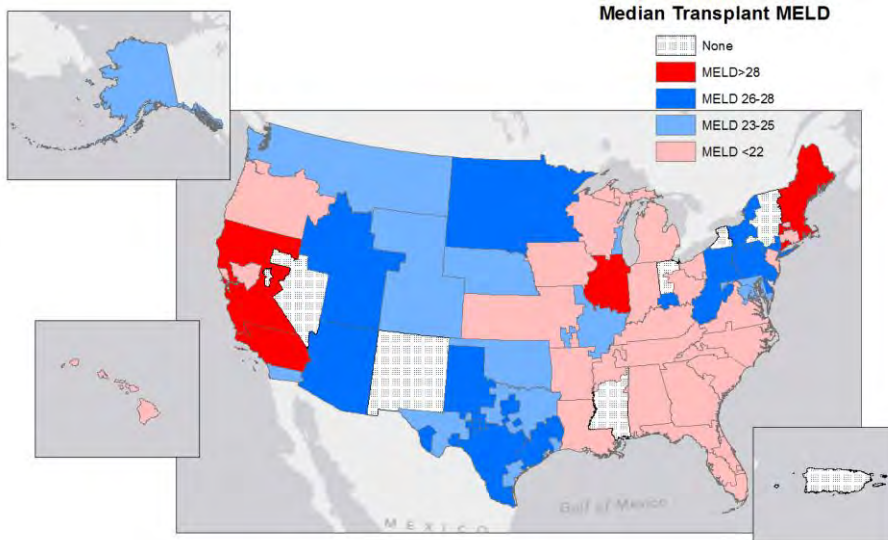 Median Transplant MELD
None
MELD>28
MELD 26-28
MELD 23-25
MELD <22
Gulf of Mexico
MEXICO